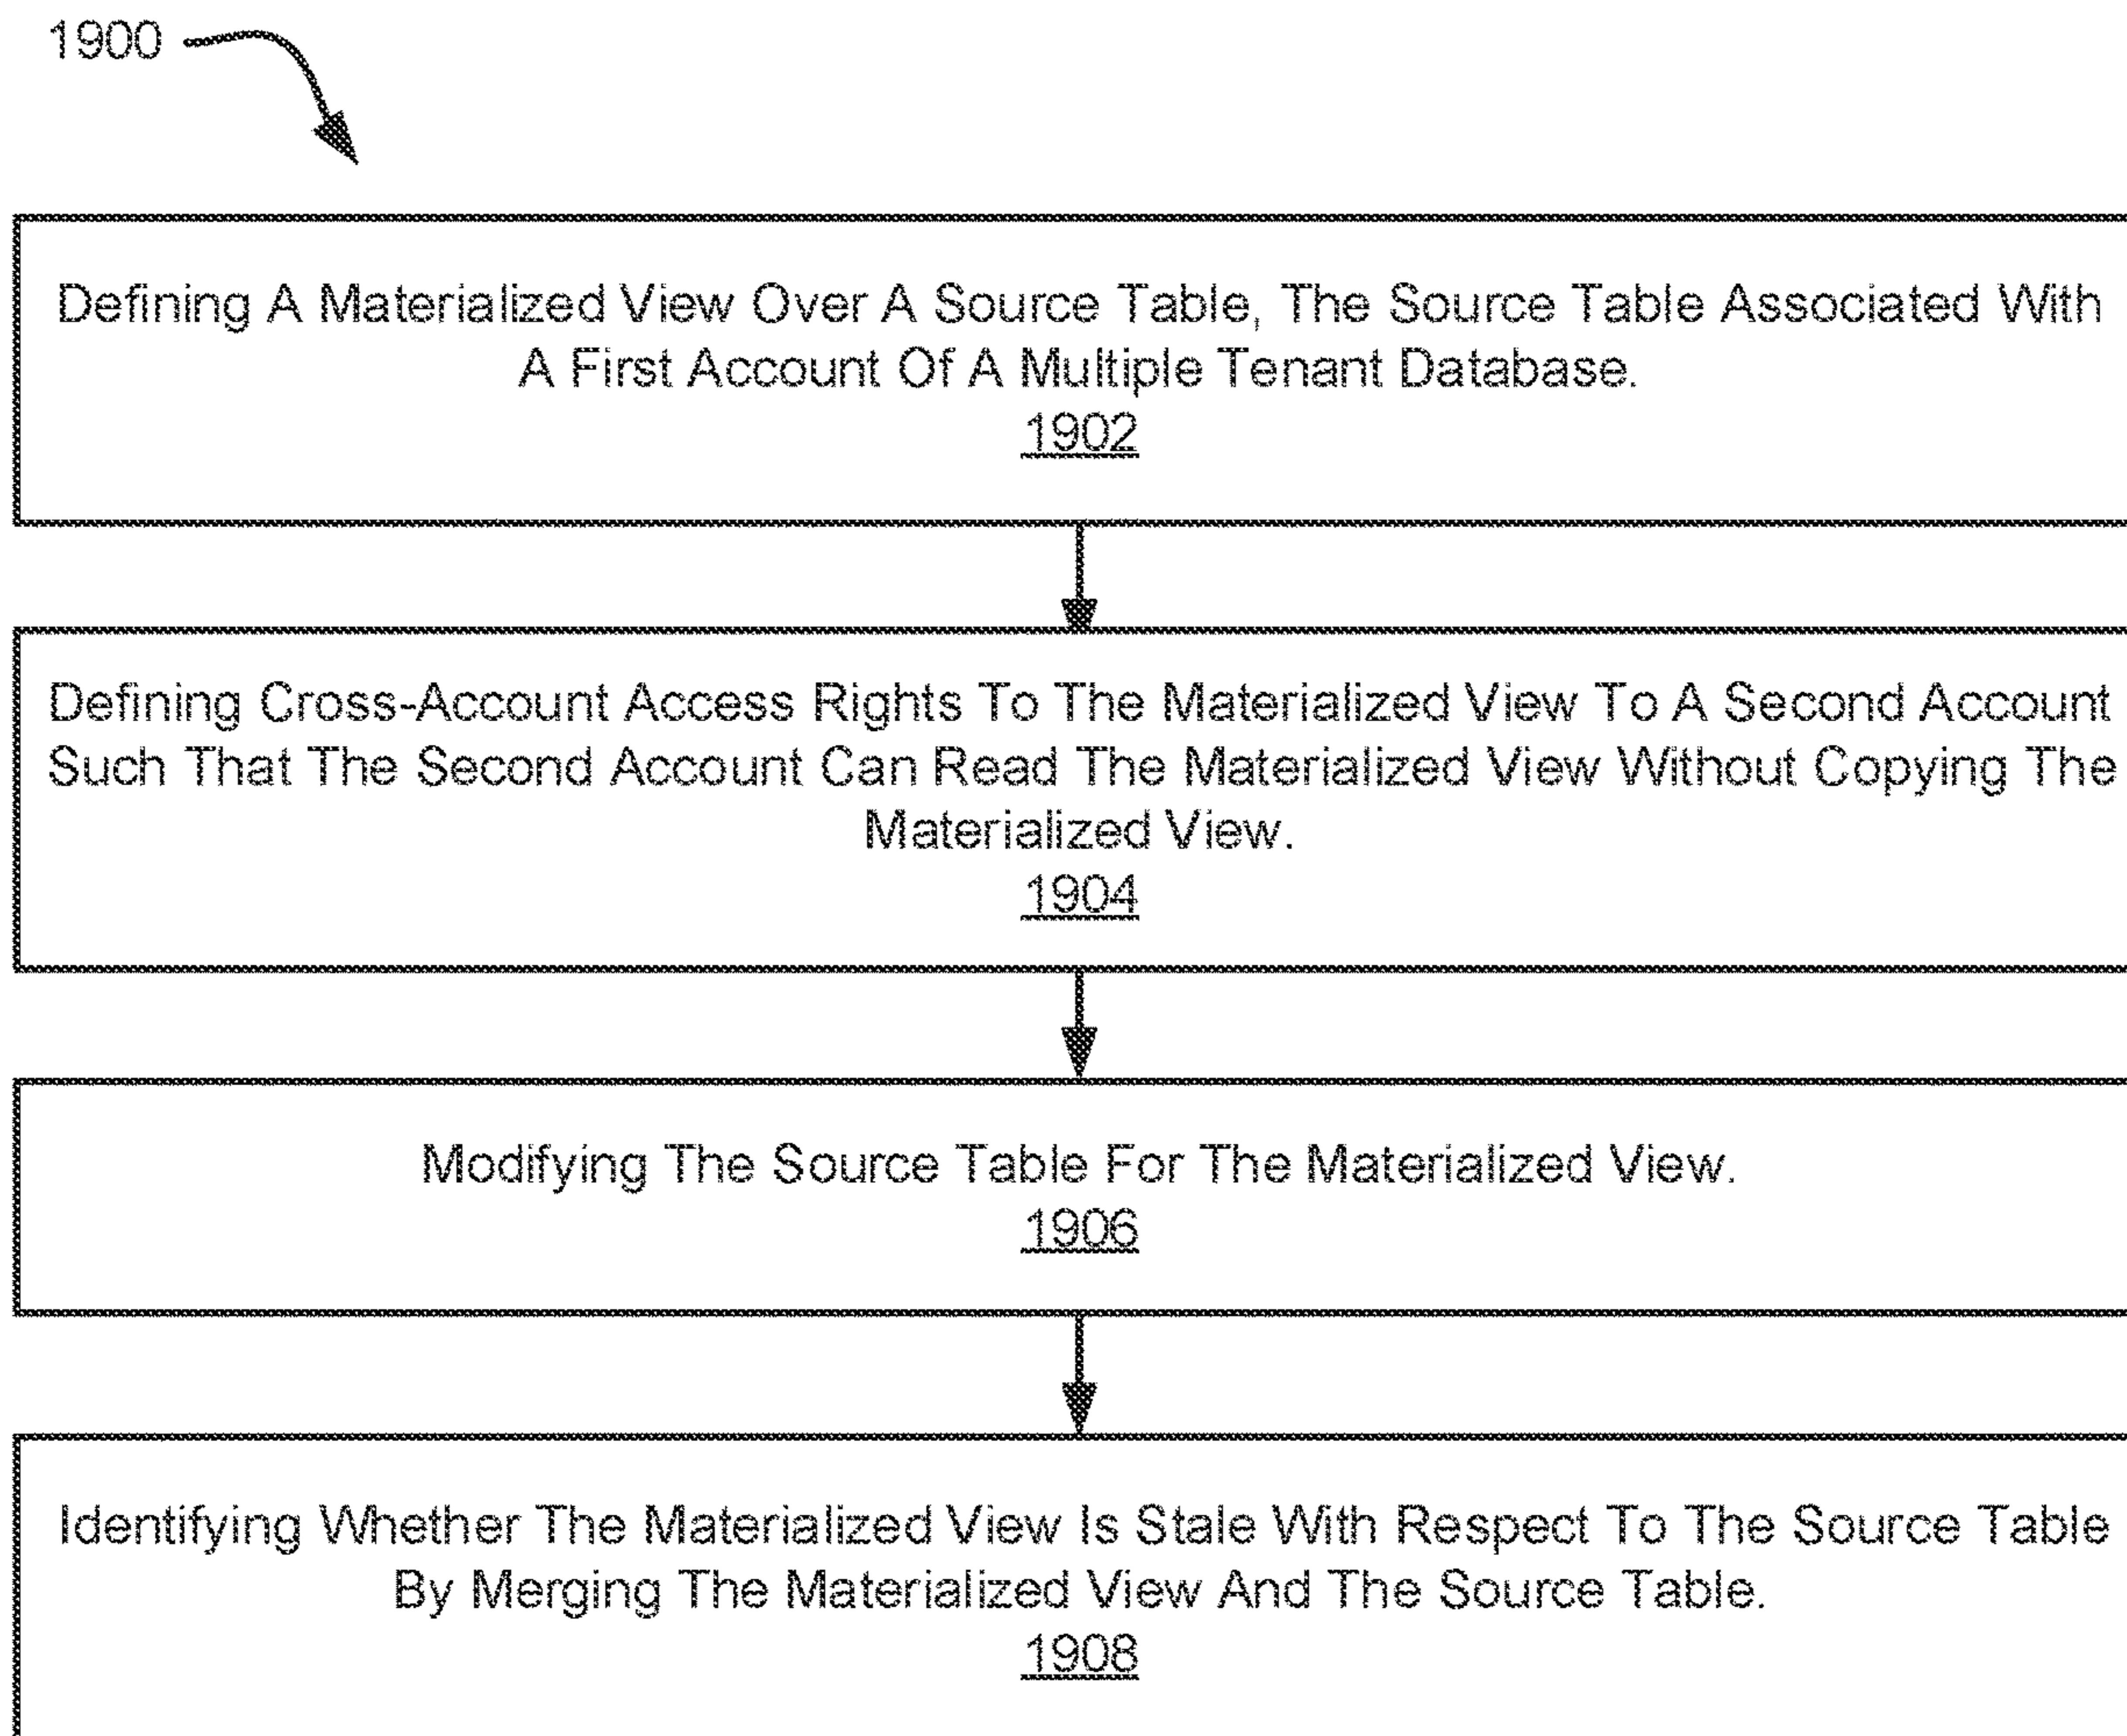 1900
Defining A Materialized View Over A Source Table, The Source Table Associated With
A First Account Of A Multiple Tenant Database.
1902
Defining Cross-Account Access Rights To The Materialized View To A Second Account
Such That The Second Account Can Read The Materialized View Without Copying The
Materialized View.
1904
Modifying The Source Table For The Materialized View.
1906
Identifying Whether The Materialized View Is Stale With Respect To The Source Table
By Merging The Materialized View And The Source Table.
1908